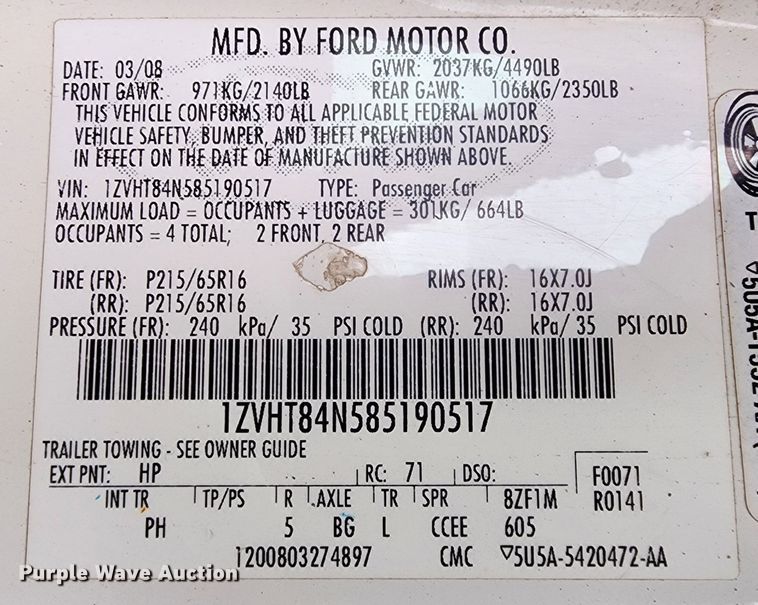 MFD. BY FORD MOTOR CO.
DATE: 03/08 GVWR: 2037KG/4490LB
FRONT GAWR: 971KG/2140LB REAR GAWR: 1066KG/2350LB
THIS VEHICLE CONFORMS TO ALL APPLICABLE FEDERAL MOTOR
VEHICLE SAFETY, BUMPER, AND THEFT PREVENTION STANDARDS
IN EFFECT ON THE DATE OF MANUFACTURE SHOWN ABOVE.
VIN: 1ZVHT84N585190517 TYPE: Passenger Car
MAXIMUM LOAD = OCCUPANTS + LUGGAGE = 301KG/ 664LB
OCCUPANTS = 4 TOTAL; 2 FRONT, 2 REAR
TIRE (FR): P215/65R16 RIMS (FR): 16X7.0J
(RR): P215/65R16 (RR): 16X7.0J
PRESSURE (FR): 240 kPa/ 35 PSI COLD (RR): 240 kPa/ 35 PSI COLD
1ZVHT84N585190517
TRAILER TOWING - SEE OWNER GUIDE
EXT PNT: HP RC: 71 DSO: F0071
INT TR TP/PS R AXLE TR SPR 8ZF1M R0141
PH 5 BG L CCEE 605
1200803274897 CMC ▽5U5A-5420472-AA
Purple Wave Auction